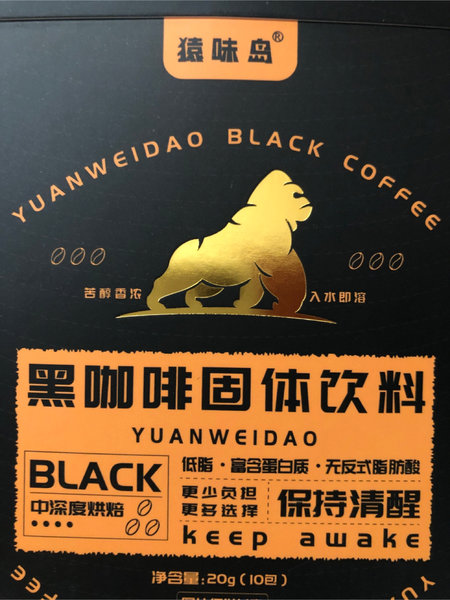 猿味岛®
YUANWEIDAO BLACK COFFEE
苦醇香浓
入水即溶
黑咖啡固体饮料
YUANWEIDAO
BLACK
中深度烘焙
低脂·富含蛋白质·无反式脂肪酸
更少负担
更多选择
保持清醒
keep awake
净含量:20g(10包)
COFFEE
YU